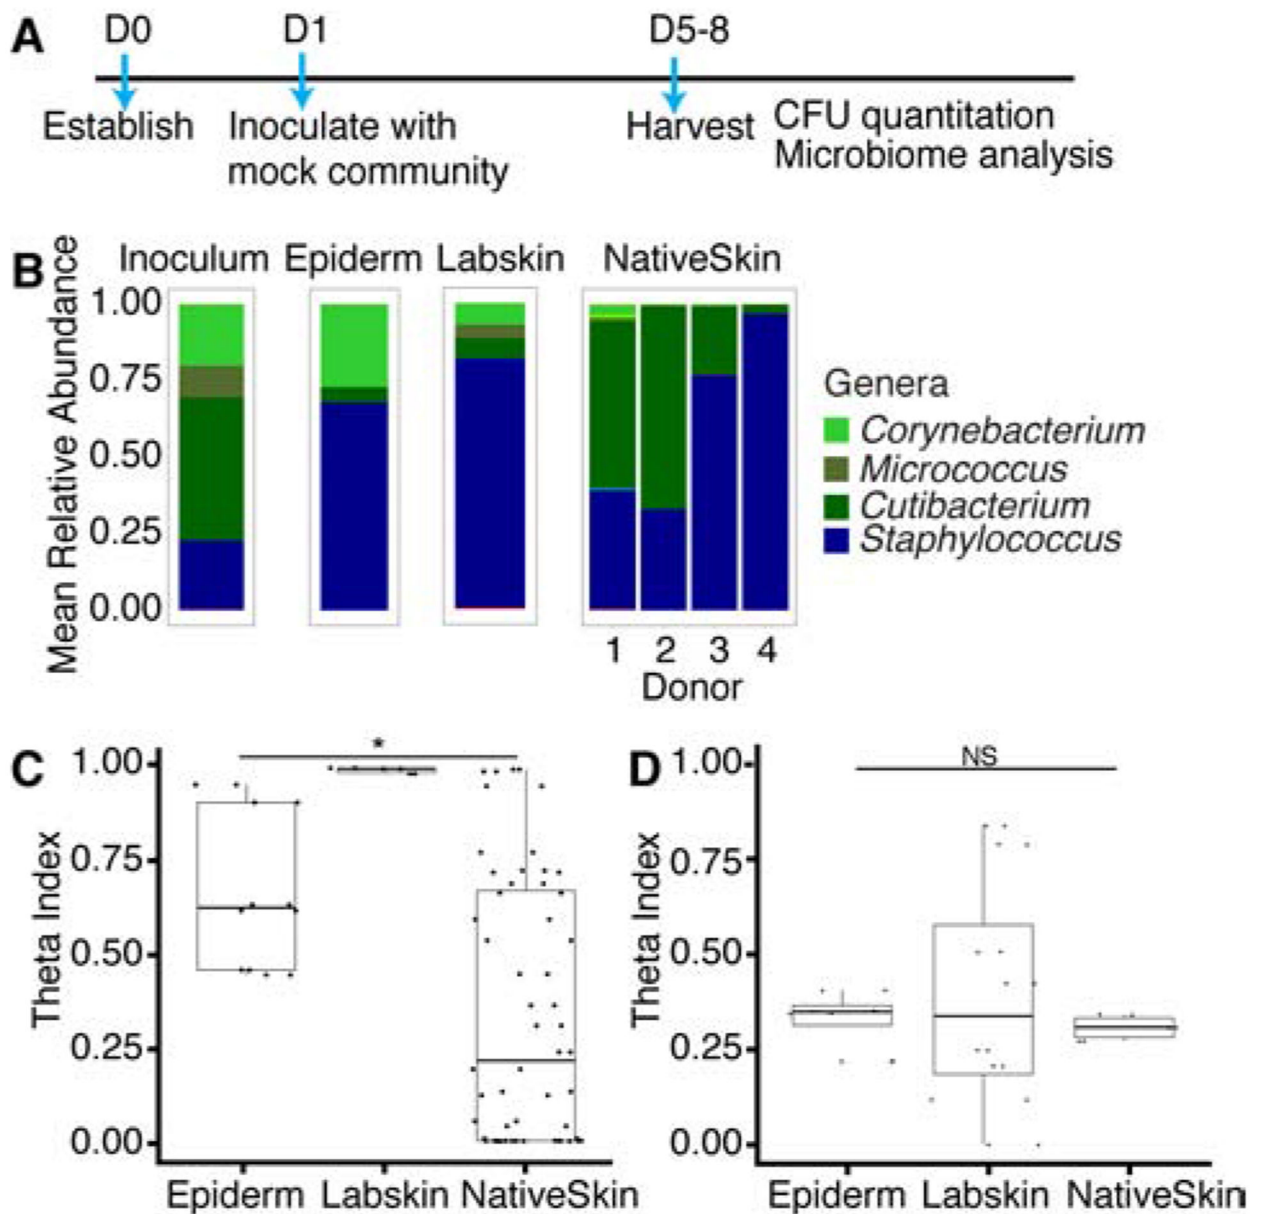 A
D0 D1 D5-8
Establish Inoculate with mock community Harvest CFU quantitation Microbiome analysis
B
Inoculum Epiderm Labskin NativeSkin
Mean Relative Abundance
1.00
0.75
0.50
0.25
0.00
1 2 3 4
Donor
Genera
Corynebacterium
Micrococcus
Cutibacterium
Staphylococcus
C
*
Theta Index
1.00
0.75
0.50
0.25
0.00
Epiderm Labskin NativeSkin
D
NS
Theta Index
1.00
0.75
0.50
0.25
0.00
Epiderm Labskin NativeSkin